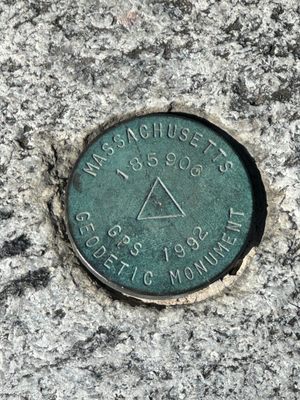 MASSACHUSETTS
185906
GPS 1992
GEODETIC MONUMENT